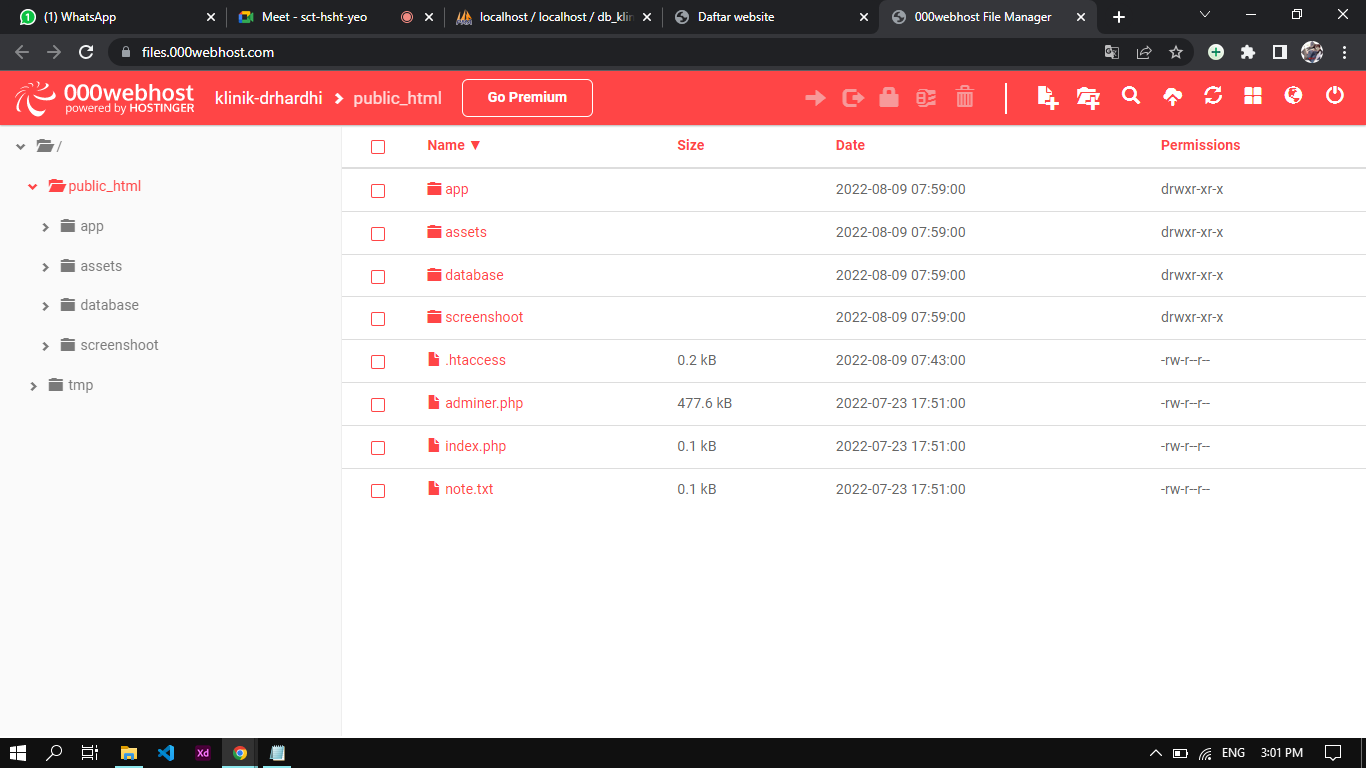 (1) WhatsApp
Meet - sct-hsht-yeo
localhost / localhost / db_klin
Daftar website
000webhost File Manager
files.000webhost.com
000webhost
powered by HOSTINGER
klinik-drhardhi
public_html
Go Premium
/
public_html
app
assets
database
screenshoot
tmp
Name ▼ Size Date Permissions
app 2022-08-09 07:59:00 drwxr-xr-x
assets 2022-08-09 07:59:00 drwxr-xr-x
database 2022-08-09 07:59:00 drwxr-xr-x
screenshoot 2022-08-09 07:59:00 drwxr-xr-x
.htaccess 0.2 kB 2022-08-09 07:43:00 -rw-r--r--
adminer.php 477.6 kB 2022-07-23 17:51:00 -rw-r--r--
index.php 0.1 kB 2022-07-23 17:51:00 -rw-r--r--
note.txt 0.1 kB 2022-07-23 17:51:00 -rw-r--r--
Xd
ENG 3:01 PM